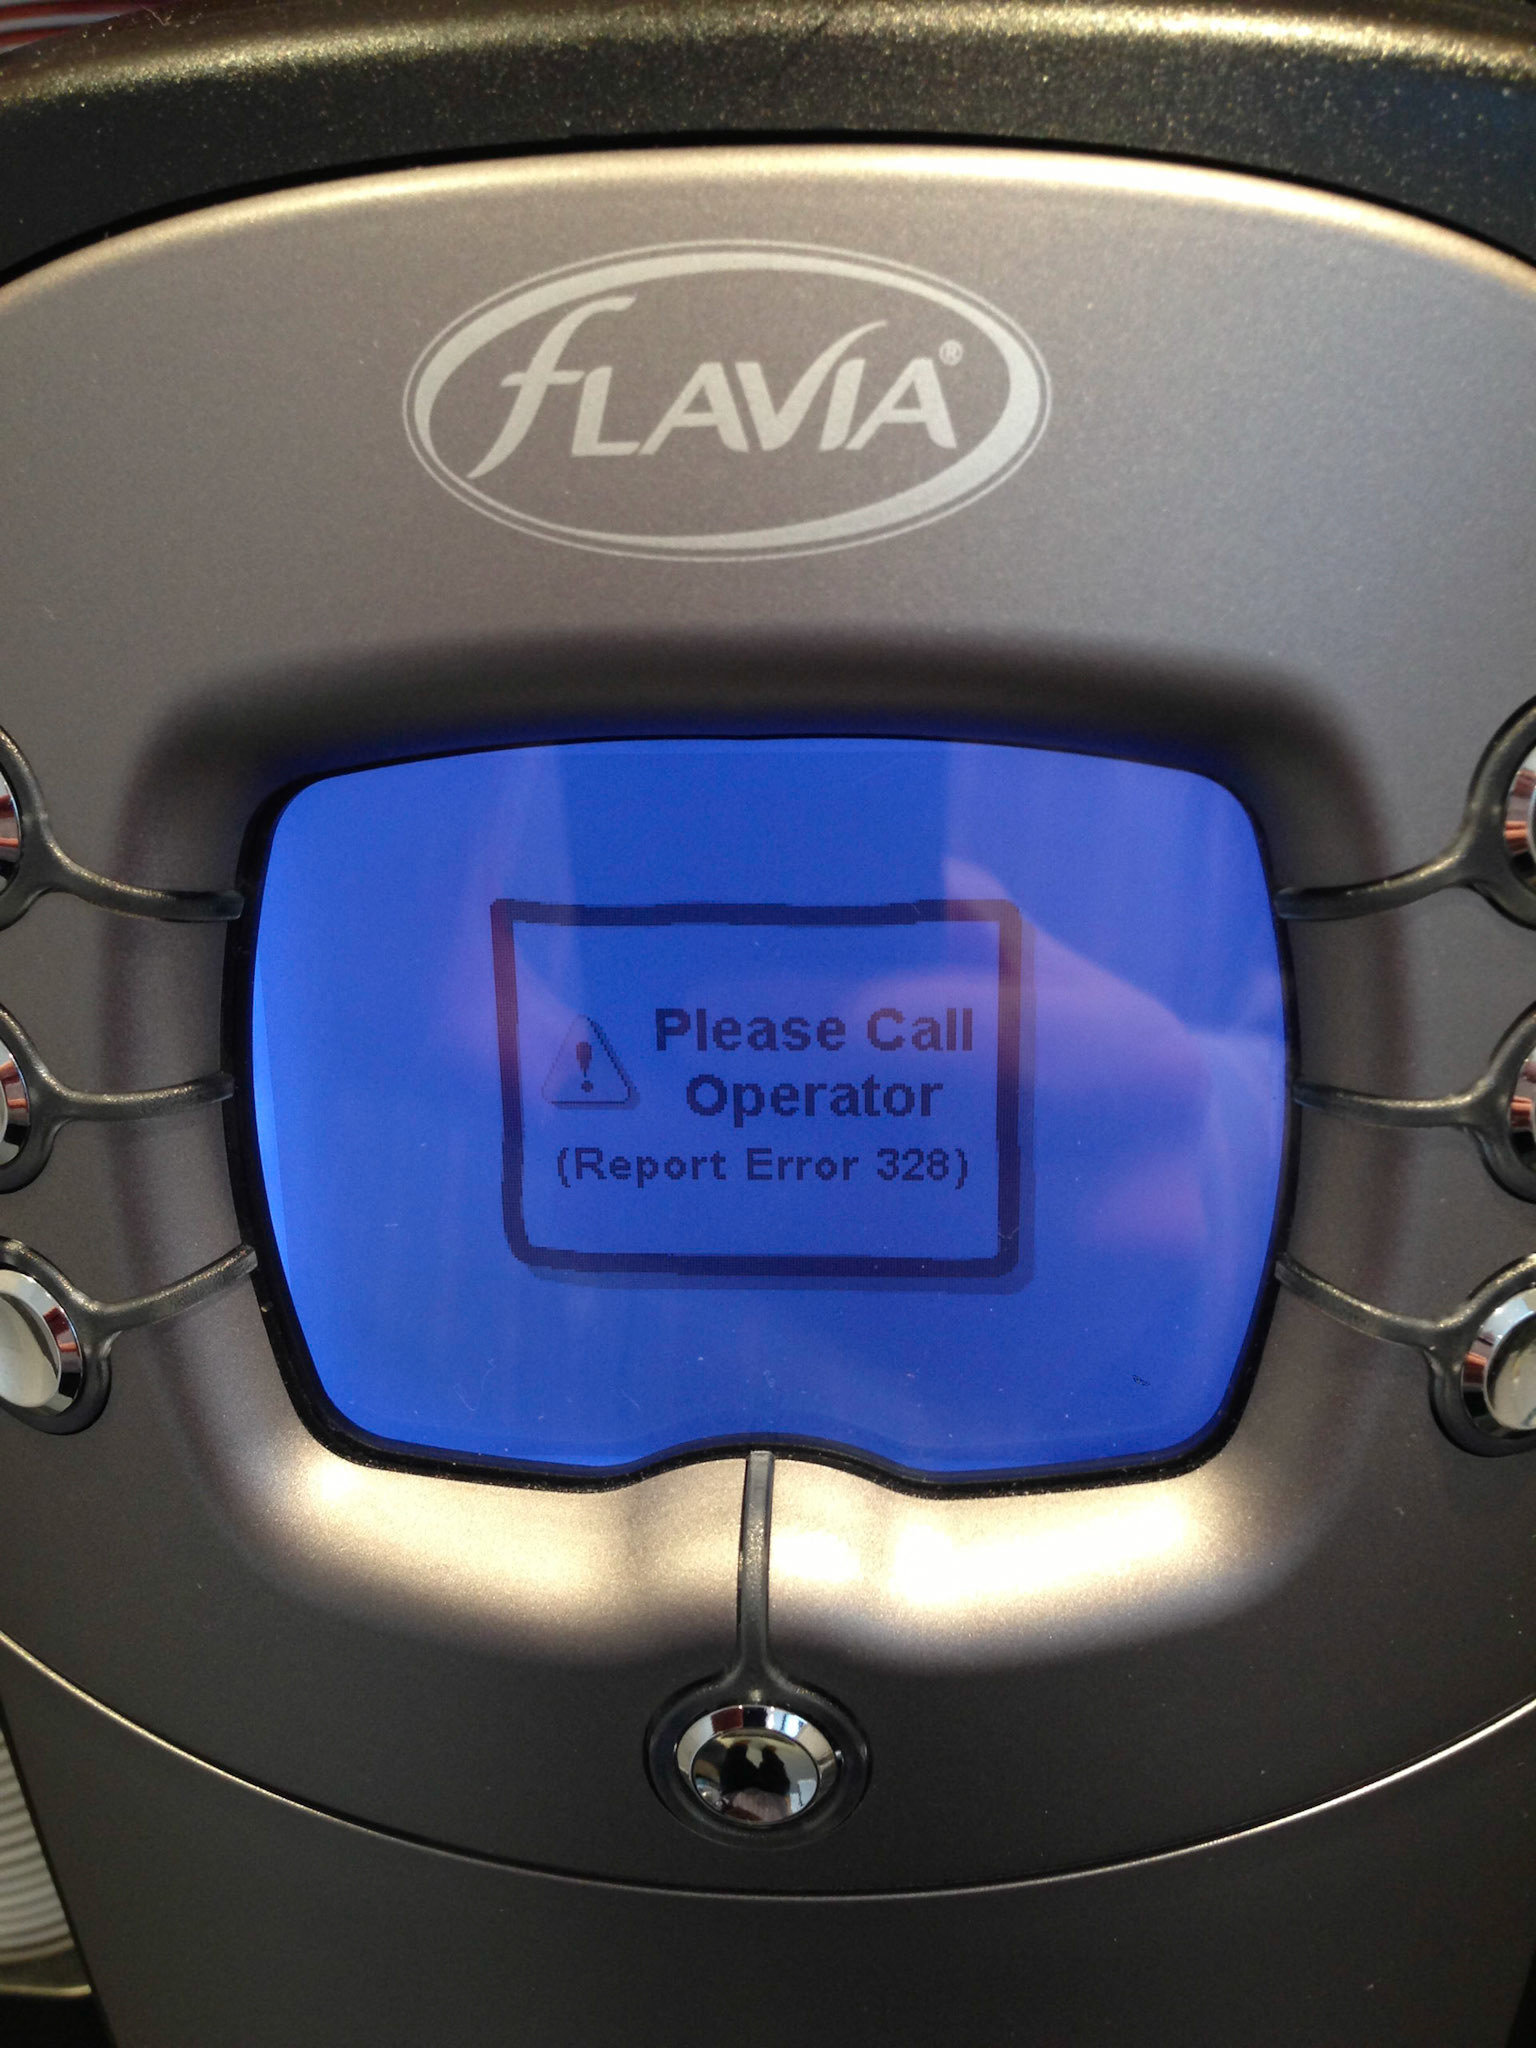 FLAVIA®
Please Call
Operator
(Report Error 328)